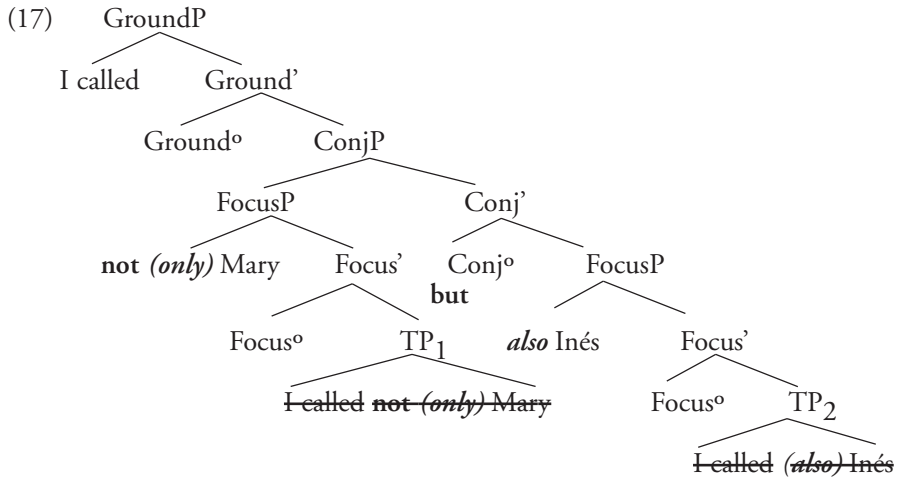 (17) GroundP
I called Ground’
Groundº ConjP
FocusP Conj’
not (only) Mary Focus’ Conjº FocusP
but
Focusº TP1 also Inés Focus’
I called not (only) Mary Focusº TP2
I called (also) Inés